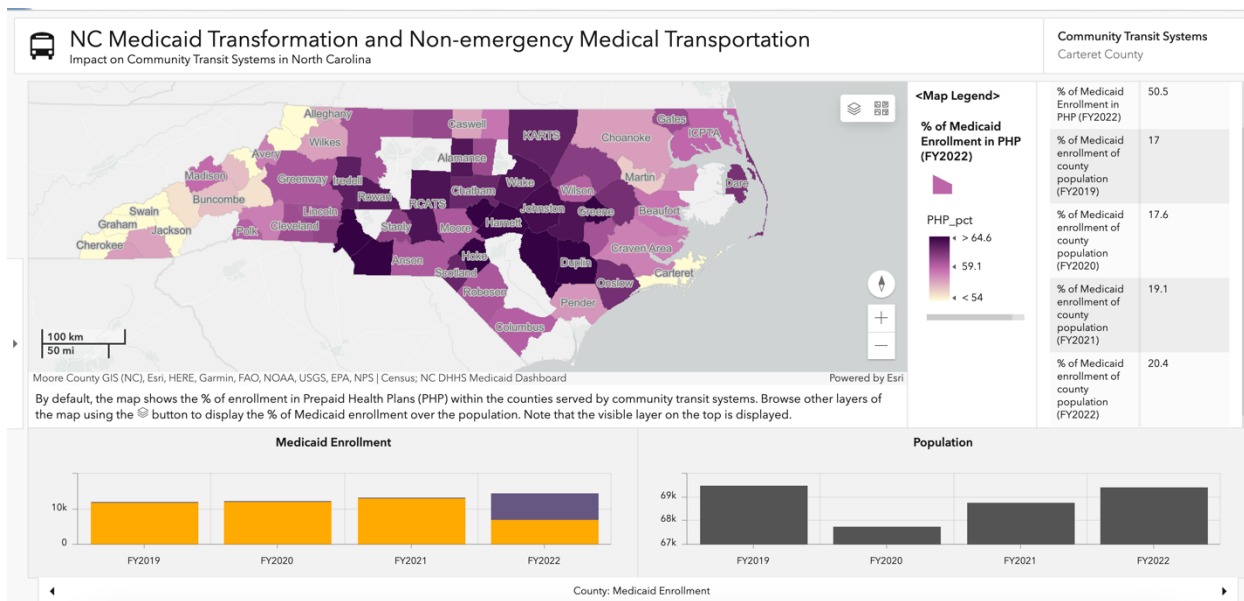 NC Medicaid Transformation and Non-emergency Medical Transportation
Impact on Community Transit Systems in North Carolina
Community Transit Systems
Carteret County
Alleghany
Wilkes
Caswell
KARTS
Choanoke
Gates
ICPTA
Avery
Madison
Greenway
Iredell
Alamance
Rowan
Chatham
Wake
Wilson
Martin
Dare
Buncombe
Lincoln
RCATS
Johnston
Greene
Beaufort
Swain
Graham
Jackson
Cherokee
Polk
Cleveland
Stanly
Moore
Harnett
Craven Area
Anson
Hoke
Scotland
Duplin
Onslow
Carteret
Robeson
Pender
Columbus
100 km
50 mi
Moore County GIS (NC), Esri, HERE, Garmin, FAO, NOAA, USGS, EPA, NPS | Census; NC DHHS Medicaid Dashboard
Powered by Esri
By default, the map shows the % of enrollment in Prepaid Health Plans (PHP) within the counties served by community transit systems. Browse other layers of
the map using the button to display the % of Medicaid enrollment over the population. Note that the visible layer on the top is displayed.
<Map Legend>
% of Medicaid
Enrollment in PHP
(FY2022)
PHP_pct
> 64.6
59.1
< 54
% of Medicaid
Enrollment in
PHP (FY2022)
50.5
% of Medicaid
enrollment of
county
population
(FY2019)
17
% of Medicaid
enrollment of
county
population
(FY2020)
17.6
% of Medicaid
enrollment of
county
population
(FY2021)
19.1
% of Medicaid
enrollment of
county
population
(FY2022)
20.4
Medicaid Enrollment
10k
0
FY2019
FY2020
FY2021
FY2022
Population
69k
68k
67k
FY2019
FY2020
FY2021
FY2022
County: Medicaid Enrollment